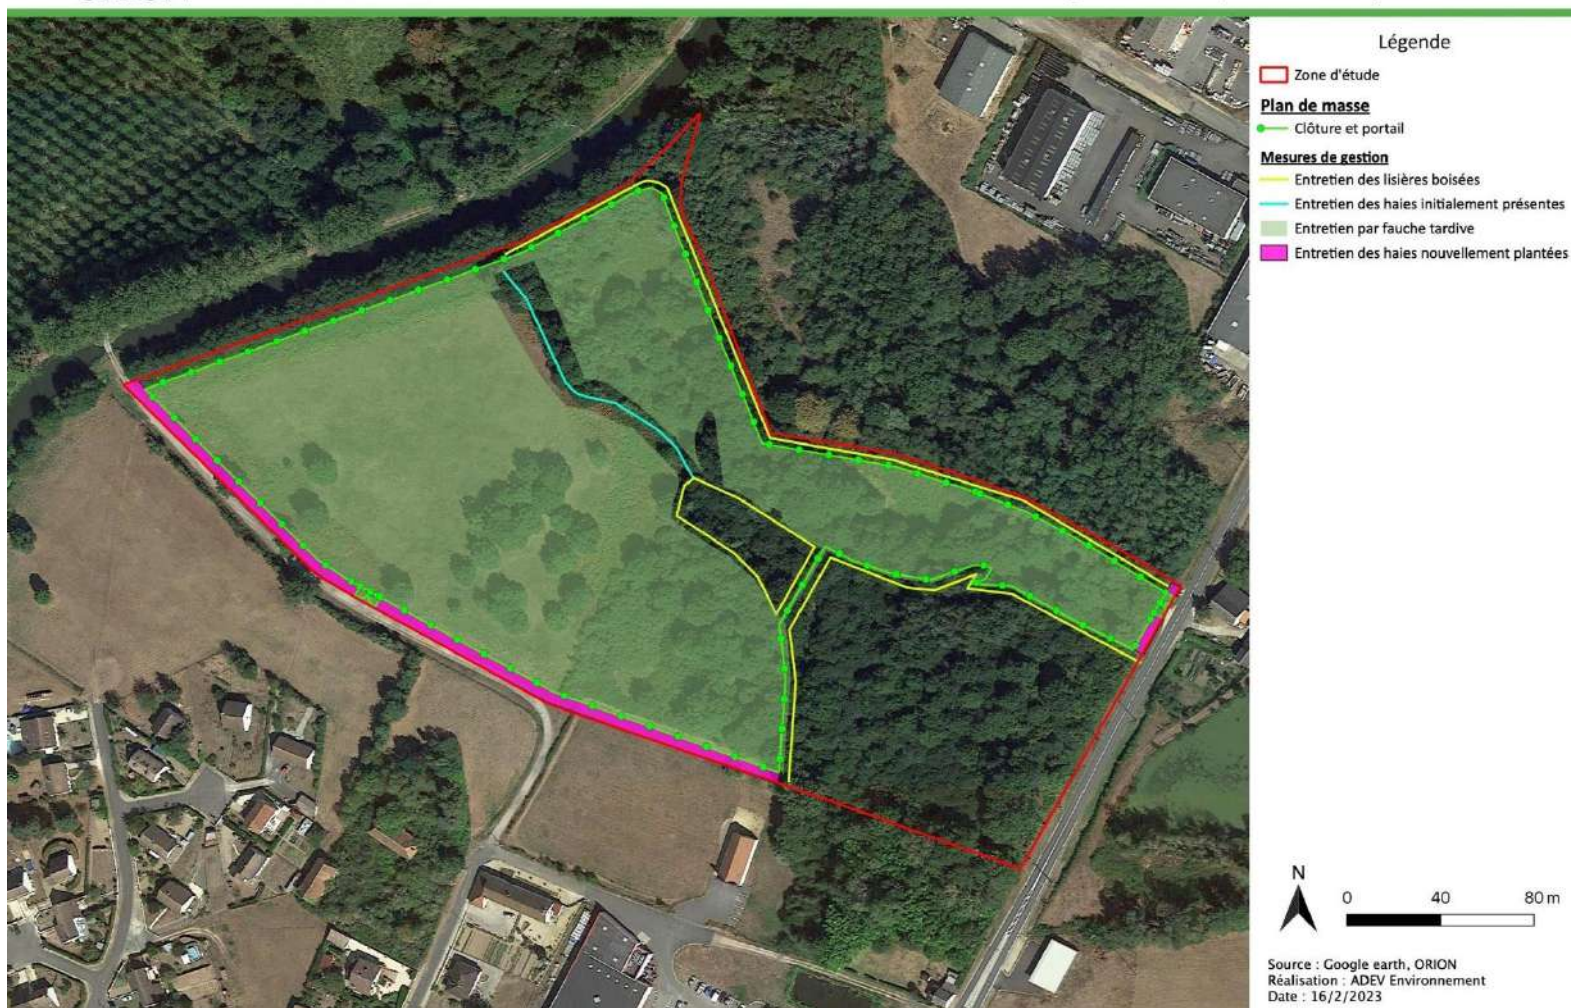 Légende
Zone d'étude
Plan de masse
Clôture et portail
Mesures de gestion
Entretien des lisières boisées
Entretien des haies initialement présentes
Entretien par fauche tardive
Entretien des haies nouvellement plantées
N
0 40 80 m
Source : Google earth, ORION
Réalisation : ADEV Environnement
Date : 16/2/2023